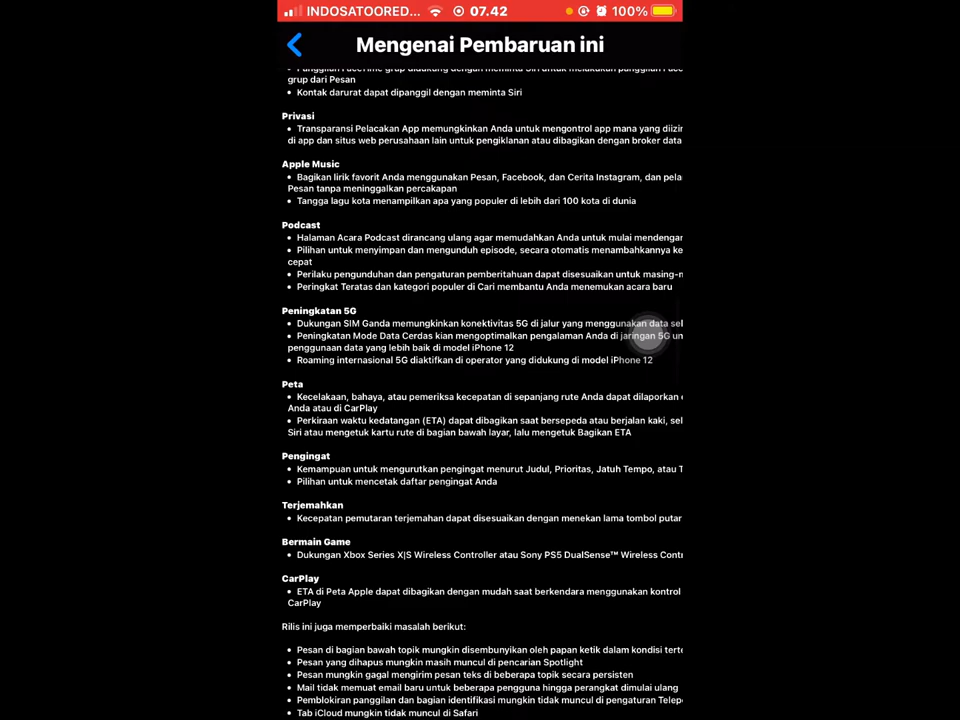 INDOSATOORED... 07.42 100%
Mengenai Pembaruan ini
Panggilan FaceTime grup didukung dengan meminta Siri untuk melakukan panggilan
grup dari Pesan
• Kontak darurat dapat dipanggil dengan meminta Siri
Privasi
• Transparansi Pelacakan App memungkinkan Anda untuk mengontrol app mana yang
di app dan situs web perusahaan lain untuk pengiklanan atau dibagikan dengan broker data
Apple Music
• Bagikan lirik favorit Anda menggunakan Pesan, Facebook, dan Cerita Instagram, dan
Pesan tanpa meninggalkan percakapan
• Tangga lagu kota menampilkan apa yang populer di lebih dari 100 kota di dunia
Podcast
• Halaman Acara Podcast dirancang ulang agar memudahkan Anda untuk mulai
• Pilihan untuk menyimpan dan mengunduh episode, secara otomatis menambahkannya ke
cepat
• Perilaku pengunduhan dan pengaturan pemberitahuan dapat disesuaikan untuk
• Peringkat Teratas dan kategori populer di Cari membantu Anda menemukan acara baru
Peningkatan 5G
• Dukungan SIM Ganda memungkinkan konektivitas 5G di jalur yang menggunakan data
• Peningkatan Mode Data Cerdas kian mengoptimalkan pengalaman Anda di jaringan 5G
penggunaan data yang lebih baik di model iPhone 12
• Roaming internasional 5G diaktifkan di operator yang didukung di model iPhone 12
Peta
• Kecelakaan, bahaya, atau pemeriksa kecepatan di sepanjang rute Anda dapat dilaporkan
Anda atau di CarPlay
• Perkiraan waktu kedatangan (ETA) dapat dibagikan saat bersepeda atau berjalan kaki,
Siri atau mengetuk kartu rute di bagian bawah layar, lalu mengetuk Bagikan ETA
Pengingat
• Kemampuan untuk mengurutkan pengingat menurut Judul, Prioritas, Jatuh Tempo, atau
• Pilihan untuk mencetak daftar pengingat Anda
Terjemahkan
• Kecepatan pemutaran terjemahan dapat disesuaikan dengan menekan lama tombol putar
Bermain Game
• Dukungan Xbox Series X|S Wireless Controller atau Sony PS5 DualSense™ Wireless
CarPlay
• ETA di Peta Apple dapat dibagikan dengan mudah saat berkendara menggunakan kontrol
CarPlay
Rilis ini juga memperbaiki masalah berikut:
• Pesan di bagian bawah topik mungkin disembunyikan oleh papan ketik dalam kondisi
• Pesan yang dihapus mungkin masih muncul di pencarian Spotlight
• Pesan mungkin gagal mengirim pesan teks di beberapa topik secara persisten
• Mail tidak memuat email baru untuk beberapa pengguna hingga perangkat dimulai ulang
• Pemblokiran panggilan dan bagian identifikasi mungkin tidak muncul di pengaturan
• Tab iCloud mungkin tidak muncul di Safari